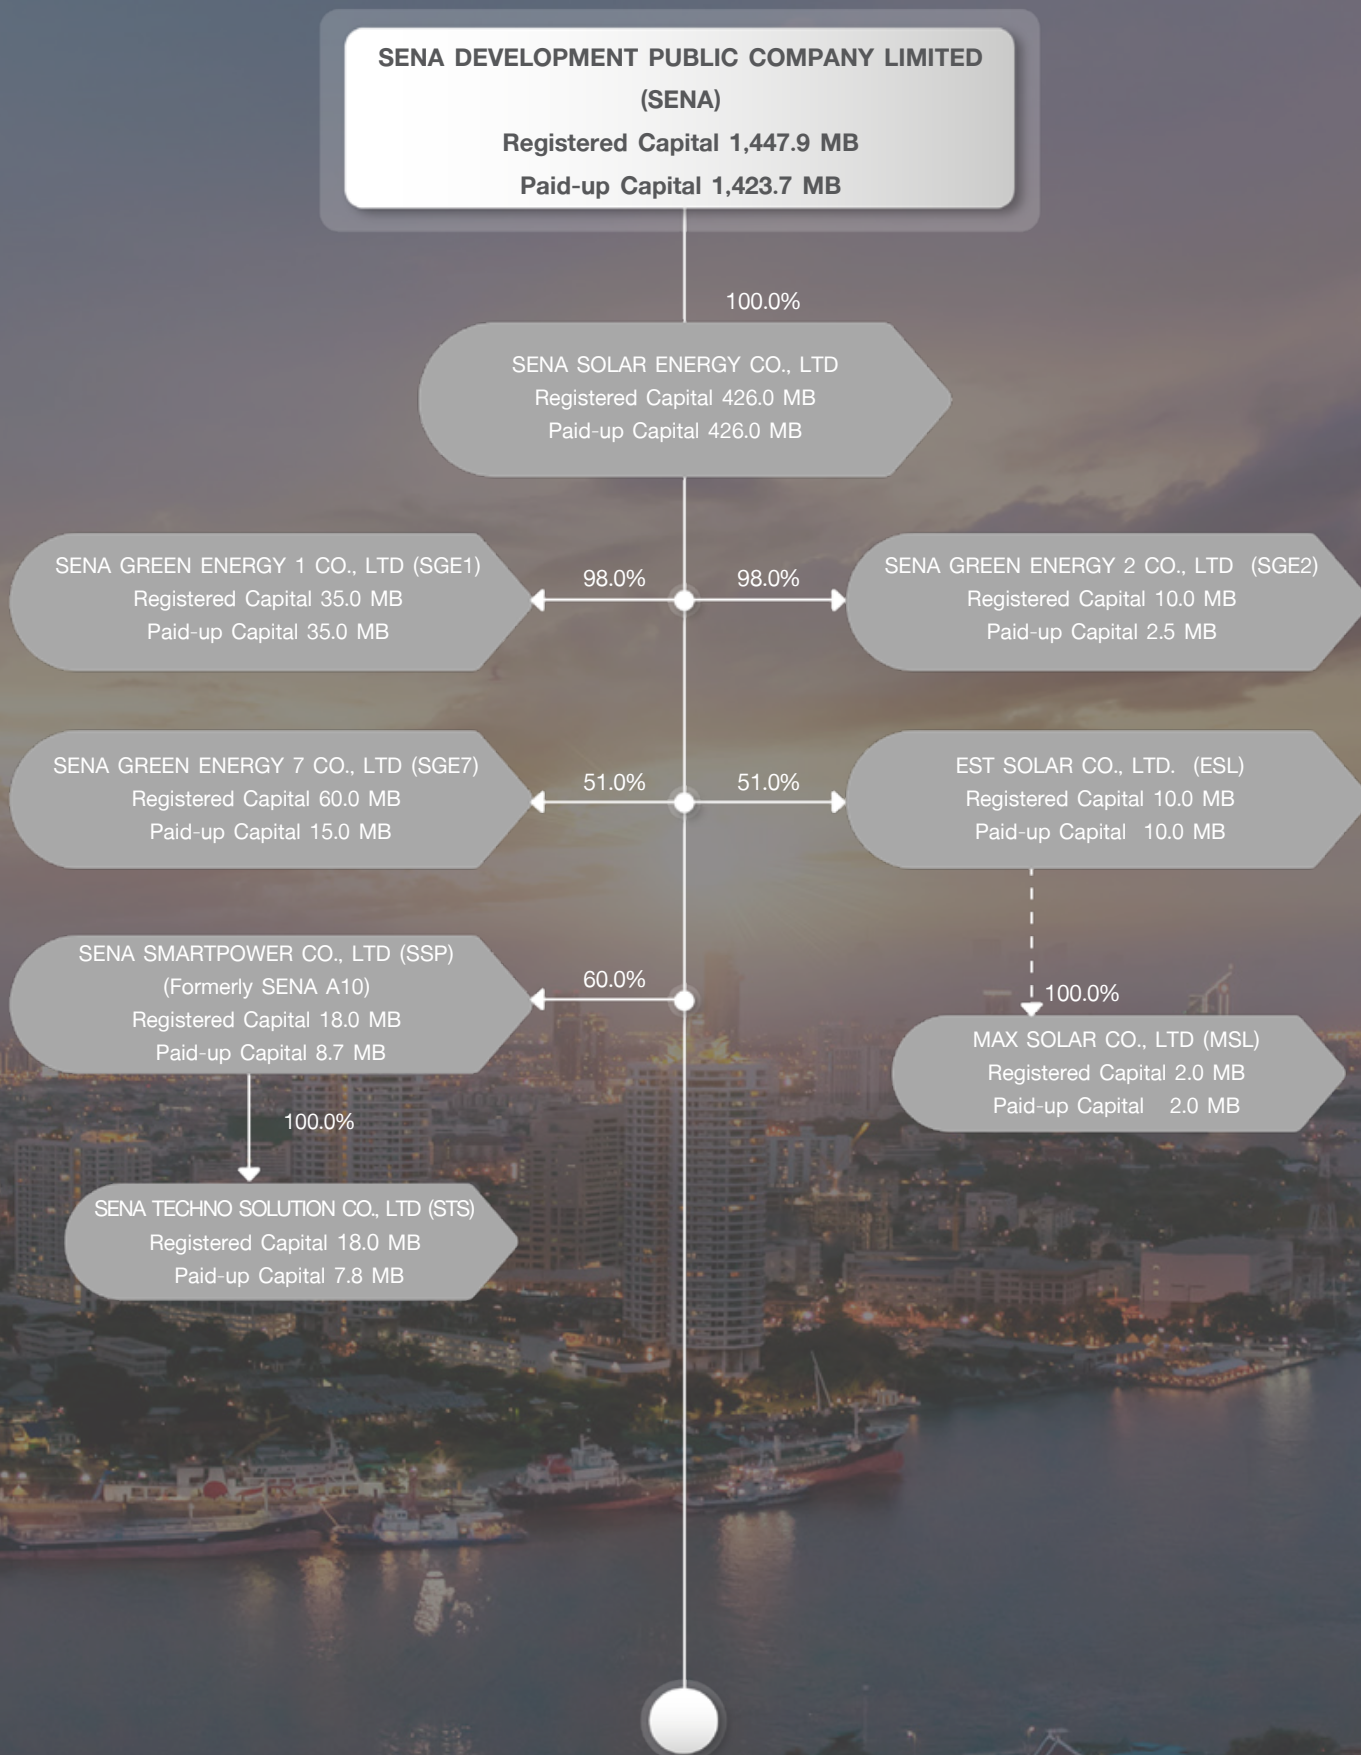 SENA DEVELOPMENT PUBLIC COMPANY LIMITED
(SENA)
Registered Capital 1,447.9 MB
Paid-up Capital 1,423.7 MB
100.0%
SENA SOLAR ENERGY CO., LTD
Registered Capital 426.0 MB
Paid-up Capital 426.0 MB
SENA GREEN ENERGY 1 CO., LTD (SGE1)
Registered Capital 35.0 MB
Paid-up Capital 35.0 MB
98.0%
98.0%
SENA GREEN ENERGY 2 CO., LTD (SGE2)
Registered Capital 10.0 MB
Paid-up Capital 2.5 MB
SENA GREEN ENERGY 7 CO., LTD (SGE7)
Registered Capital 60.0 MB
Paid-up Capital 15.0 MB
51.0%
51.0%
EST SOLAR CO., LTD. (ESL)
Registered Capital 10.0 MB
Paid-up Capital 10.0 MB
SENA SMARTPOWER CO., LTD (SSP)
(Formerly SENA A10)
Registered Capital 18.0 MB
Paid-up Capital 8.7 MB
60.0%
100.0%
MAX SOLAR CO., LTD (MSL)
Registered Capital 2.0 MB
Paid-up Capital 2.0 MB
100.0%
SENA TECHNO SOLUTION CO., LTD (STS)
Registered Capital 18.0 MB
Paid-up Capital 7.8 MB